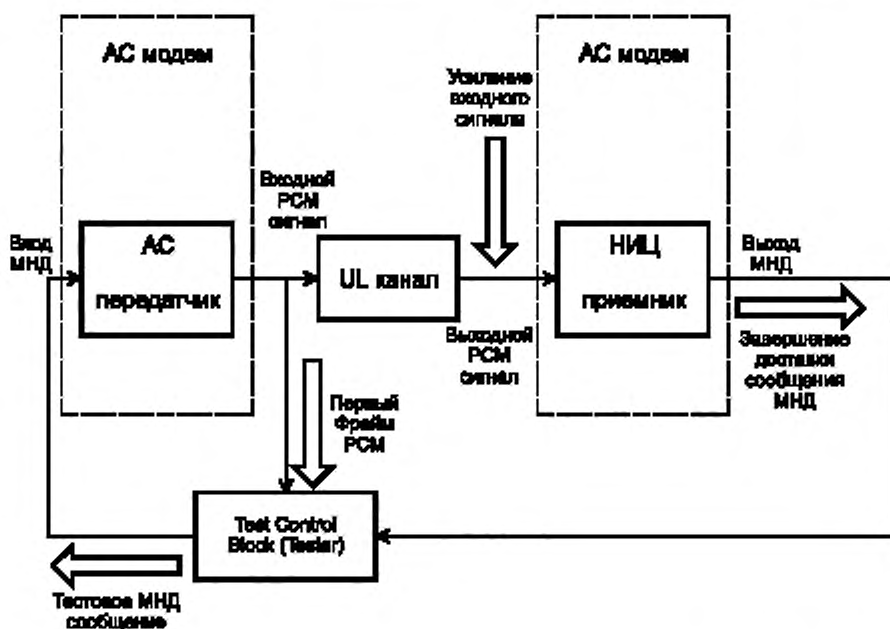 АС модем
АС модем
Усиление
входного
сигнала
Входной
PCM
сигнал
Вход
МНД
АС
передатчик
UL канал
НИЦ
приемник
Выход
МНД
Выходной
PCM
сигнал
Завершение
доставки
сообщения
МНД
Первый
Фрайм
PCM
Test Control
Block (Tester)
Тестовое МНД
сообщение